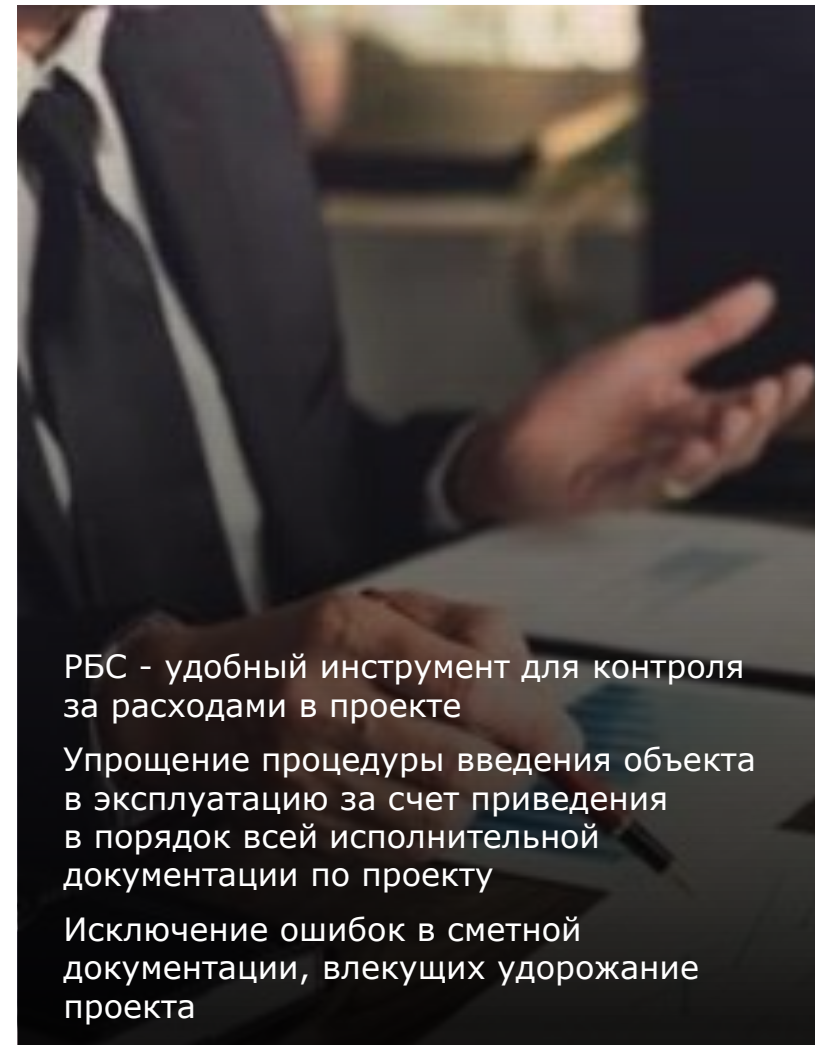 РБС - удобный инструмент для контроля
за расходами в проекте
Упрощение процедуры введения объекта
в эксплуатацию за счет приведения
в порядок всей исполнительной
документации по проекту
Исключение ошибок в сметной
документации, влекущих удорожание
проекта